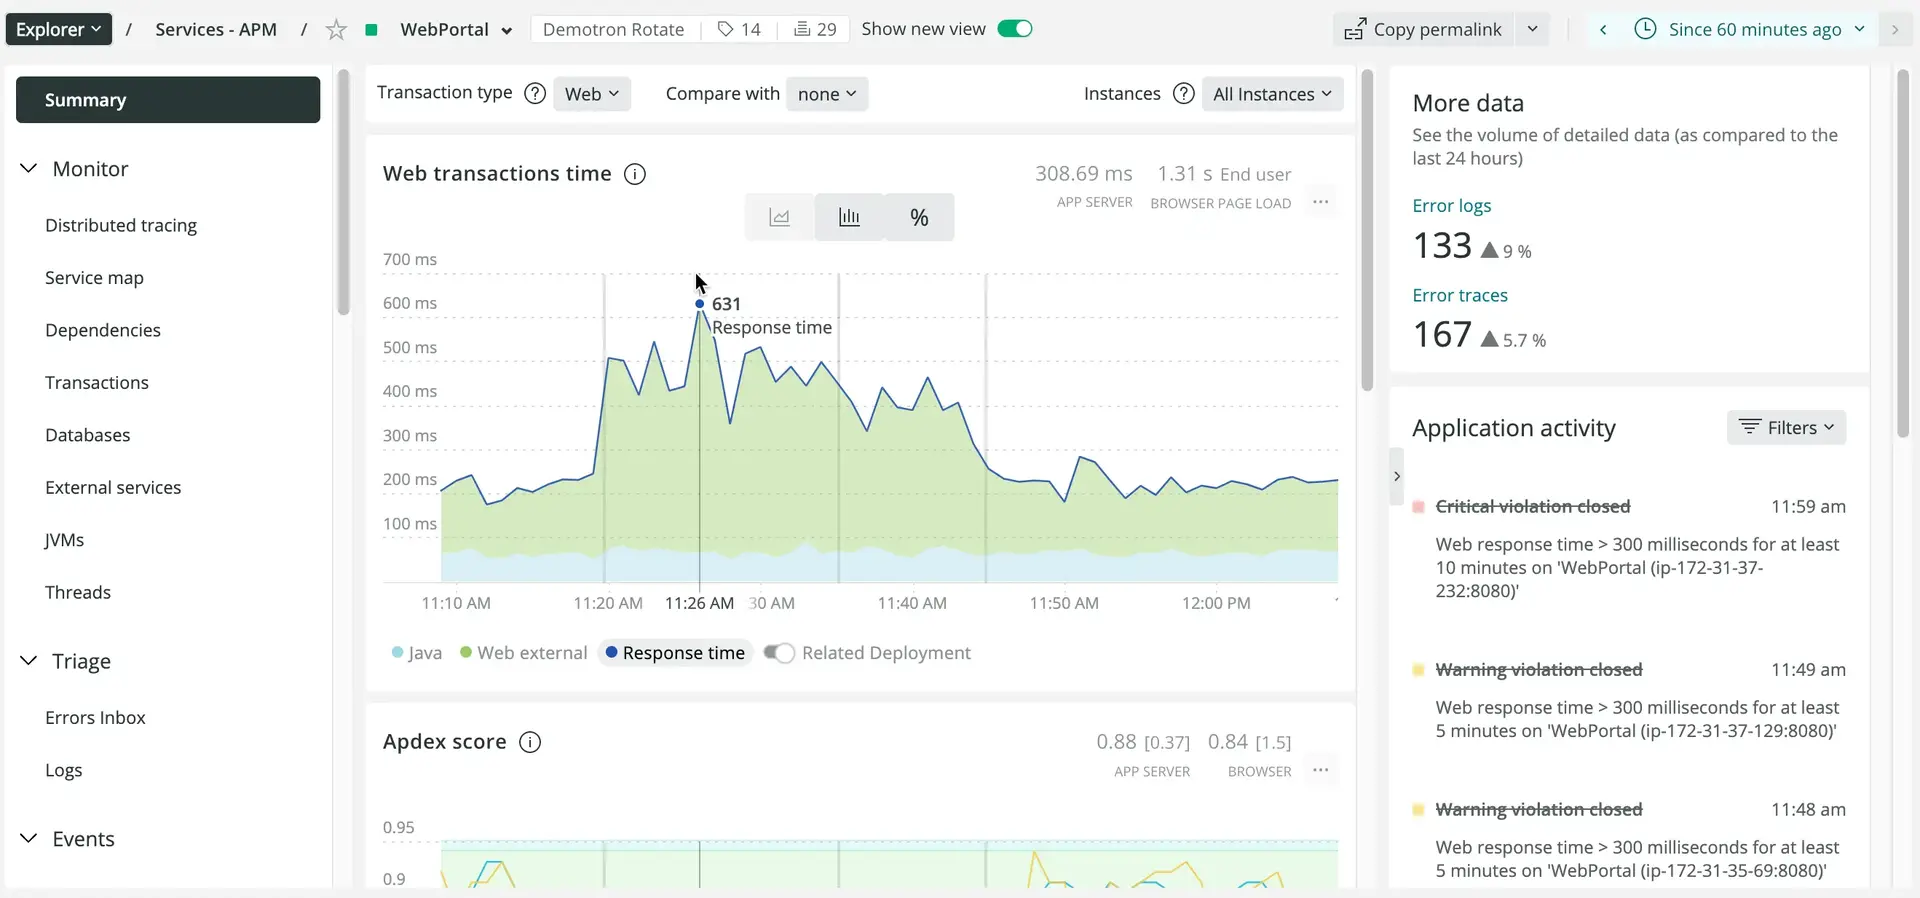 Explorer / Services - APM / WebPortal Demotron Rotate 14 29 Show new view Copy permalink Since 60 minutes ago
Summary
Monitor
Distributed tracing
Service map
Dependencies
Transactions
Databases
External services
JVMs
Threads
Triage
Errors Inbox
Logs
Events
Transaction type ? Web Compare with none Instances ? All Instances
Web transactions time i
308.69 ms 1.31 s End user
APP SERVER BROWSER PAGE LOAD
%
700 ms
600 ms
500 ms
400 ms
300 ms
200 ms
100 ms
631
Response time
11:10 AM 11:20 AM 11:26 AM 30 AM 11:40 AM 11:50 AM 12:00 PM
Java Web external Response time Related Deployment
Apdex score i
0.88 [0.37] 0.84 [1.5]
APP SERVER BROWSER
0.95
0.9
More data
See the volume of detailed data (as compared to the
last 24 hours)
Error logs
133 ▲ 9 %
Error traces
167 ▲ 5.7 %
Application activity Filters
Critical violation closed 11:59 am
Web response time > 300 milliseconds for at least
10 minutes on 'WebPortal (ip-172-31-37-
232:8080)'
Warning violation closed 11:49 am
Web response time > 300 milliseconds for at least
5 minutes on 'WebPortal (ip-172-31-37-129:8080)'
Warning violation closed 11:48 am
Web response time > 300 milliseconds for at least
5 minutes on 'WebPortal (ip-172-31-35-69:8080)'